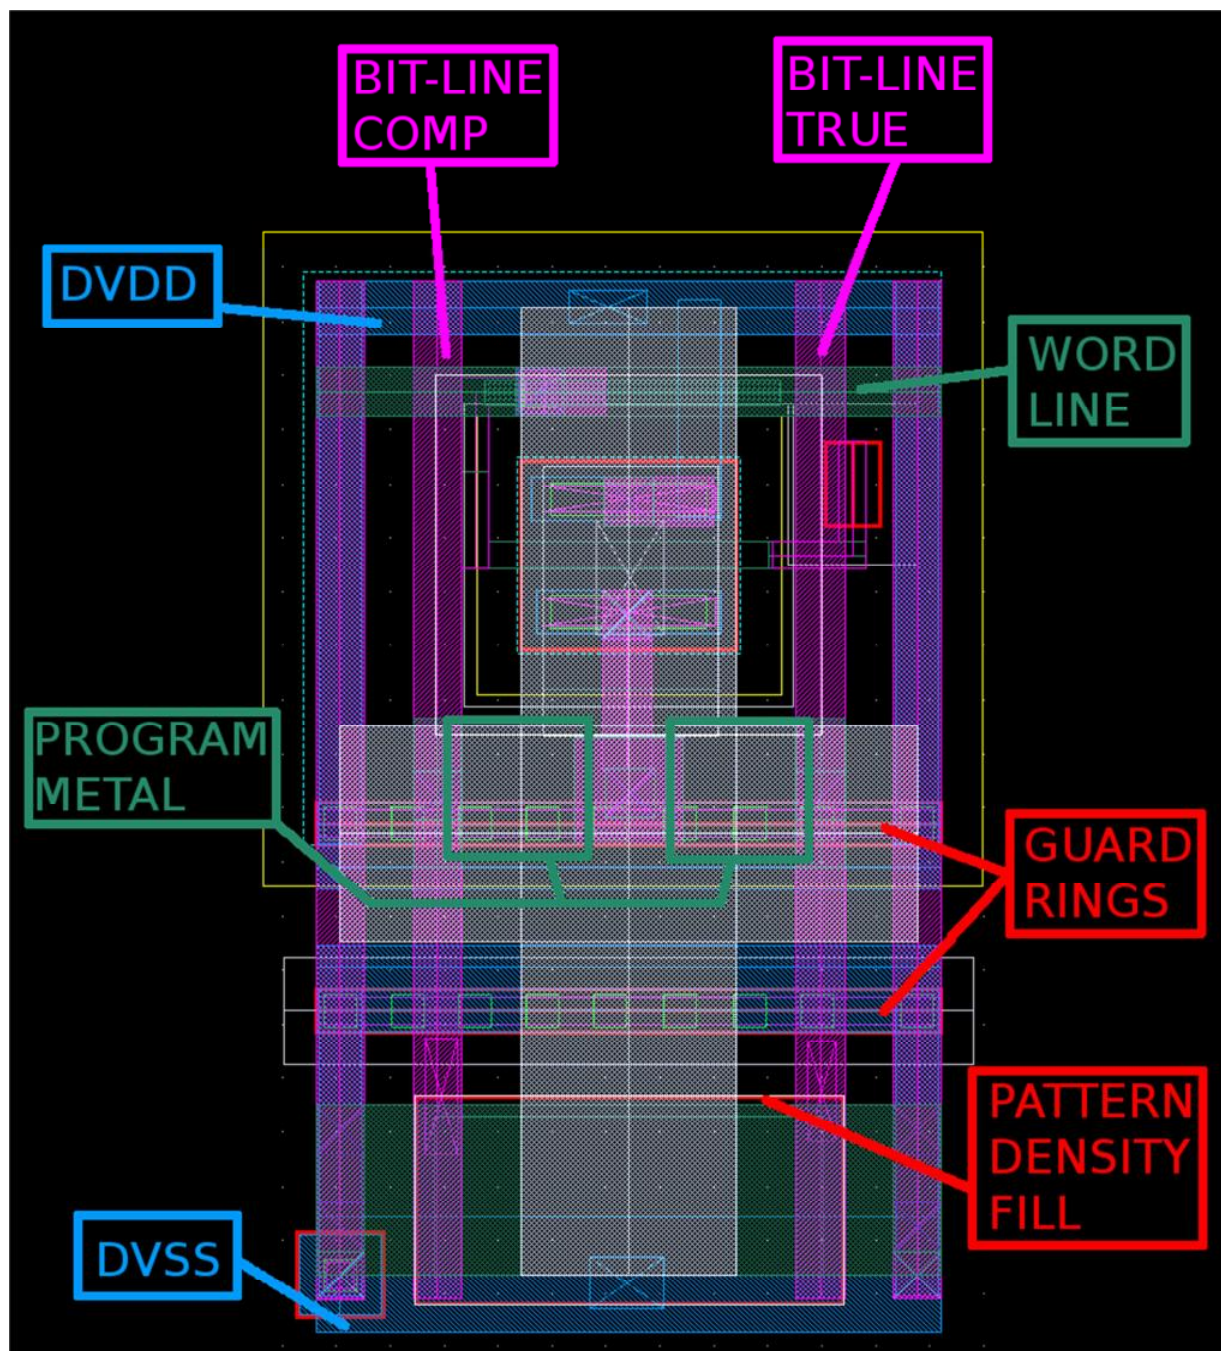 BIT-LINE
COMP
BIT-LINE
TRUE
DVDD
WORD
LINE
PROGRAM
METAL
GUARD
RINGS
PATTERN
DENSITY
FILL
DVSS